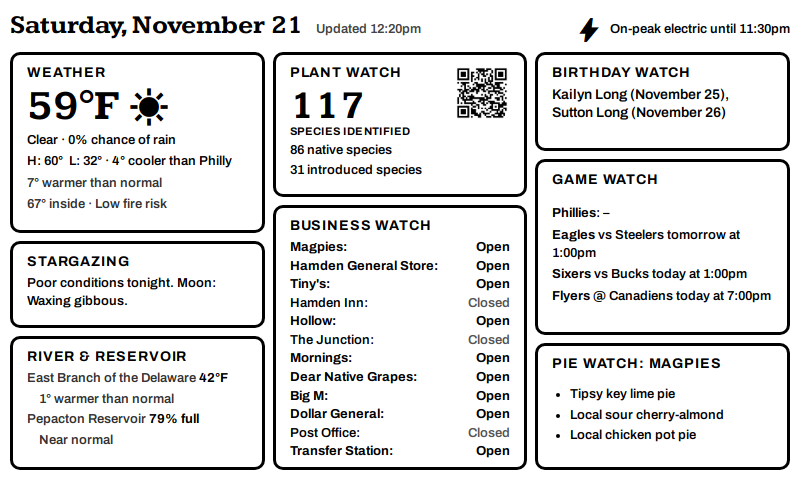 Saturday, November 21 Updated 12:20pm
On-peak electric until 11:30pm
WEATHER
59°F
Clear · 0% chance of rain
H: 60° L: 32° · 4° cooler than Philly
7° warmer than normal
67° inside · Low fire risk
STARGAZING
Poor conditions tonight. Moon:
Waxing gibbous.
RIVER & RESERVOIR
East Branch of the Delaware 42°F
1° warmer than normal
Pepacton Reservoir 79% full
Near normal
PLANT WATCH
117
SPECIES IDENTIFIED
86 native species
31 introduced species
BUSINESS WATCH
Magpies: Open
Hamden General Store: Open
Tiny's: Open
Hamden Inn: Closed
Hollow: Open
The Junction: Closed
Mornings: Open
Dear Native Grapes: Open
Big M: Open
Dollar General: Open
Post Office: Closed
Transfer Station: Open
BIRTHDAY WATCH
Kailyn Long (November 25),
Sutton Long (November 26)
GAME WATCH
Phillies: –
Eagles vs Steelers tomorrow at
1:00pm
Sixers vs Bucks today at 1:00pm
Flyers @ Canadiens today at 7:00pm
PIE WATCH: MAGPIES
• Tipsy key lime pie
• Local sour cherry-almond
• Local chicken pot pie